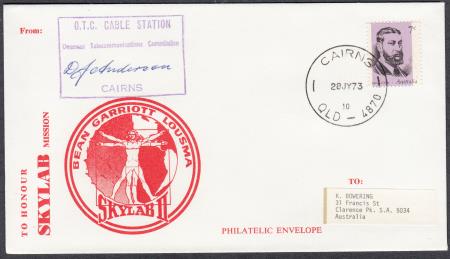 From:
O.T.C. CABLE STATION
Overseas Telecommunications Commission
CAIRNS
7c
Australia
CAIRNS
28JY73
10
QLD - 4870
TO HONOUR
SKYLAB MISSION
BEAN GARRIOTT LOUSMA
SKYLAB II
TO:
K. BOWERING
31 Francis St
Clarence Pk. S.A. 5034
Australia
PHILATELIC ENVELOPE